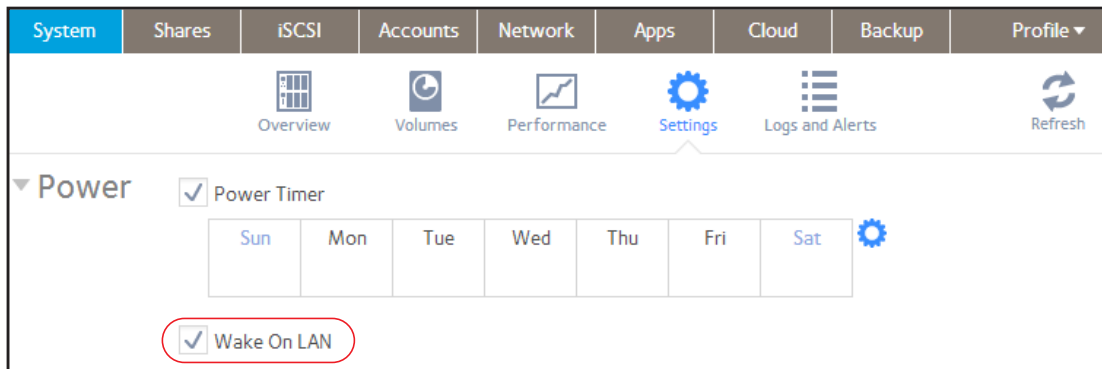 System Shares iSCSI Accounts Network Apps Cloud Backup Profile
Overview Volumes Performance Settings Logs and Alerts Refresh
Power
Power Timer
Sun Mon Tue Wed Thu Fri Sat
Wake On LAN